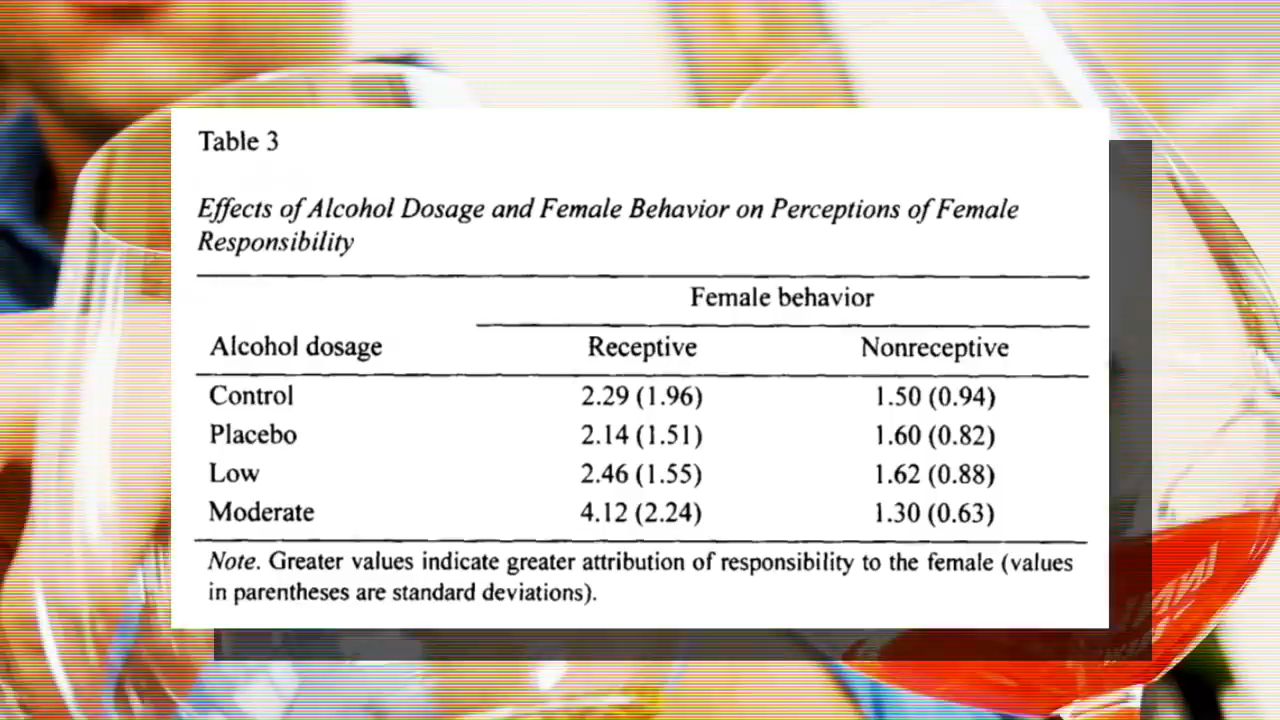 Table 3
Effects of Alcohol Dosage and Female Behavior on Perceptions of Female
Responsibility
Female behavior
Alcohol dosage Receptive Nonreceptive
Control 2.29 (1.96) 1.50 (0.94)
Placebo 2.14 (1.51) 1.60 (0.82)
Low 2.46 (1.55) 1.62 (0.88)
Moderate 4.12 (2.24) 1.30 (0.63)
Note. Greater values indicate greater attribution of responsibility to the female (values
in parentheses are standard deviations).